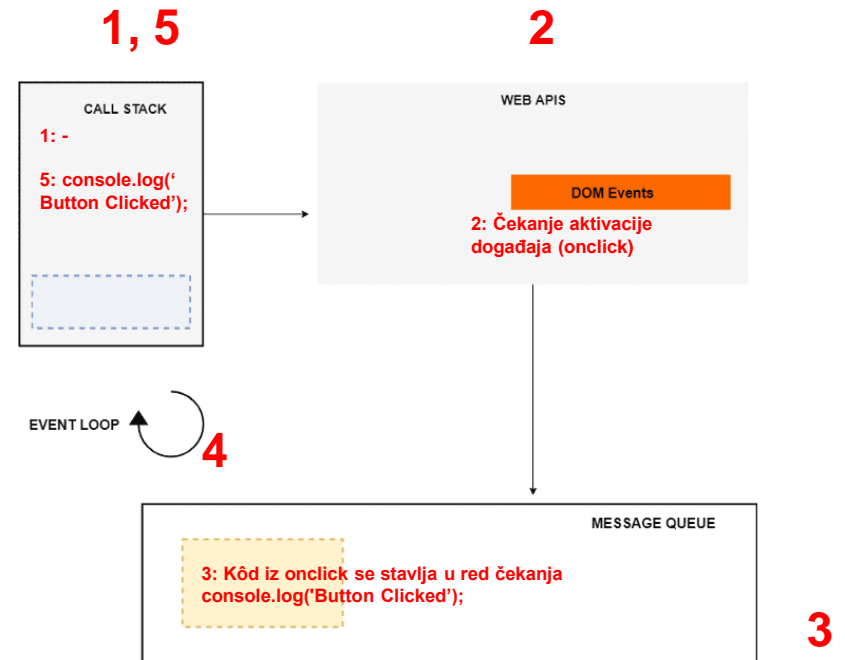 1, 5
2
CALL STACK
1: -
5: console.log(‘
Button Clicked’);
WEB APIS
DOM Events
2: Čekanje aktivacije
događaja (onclick)
EVENT LOOP
4
MESSAGE QUEUE
3: Kôd iz onclick se stavlja u red čekanja
console.log('Button Clicked’);
3